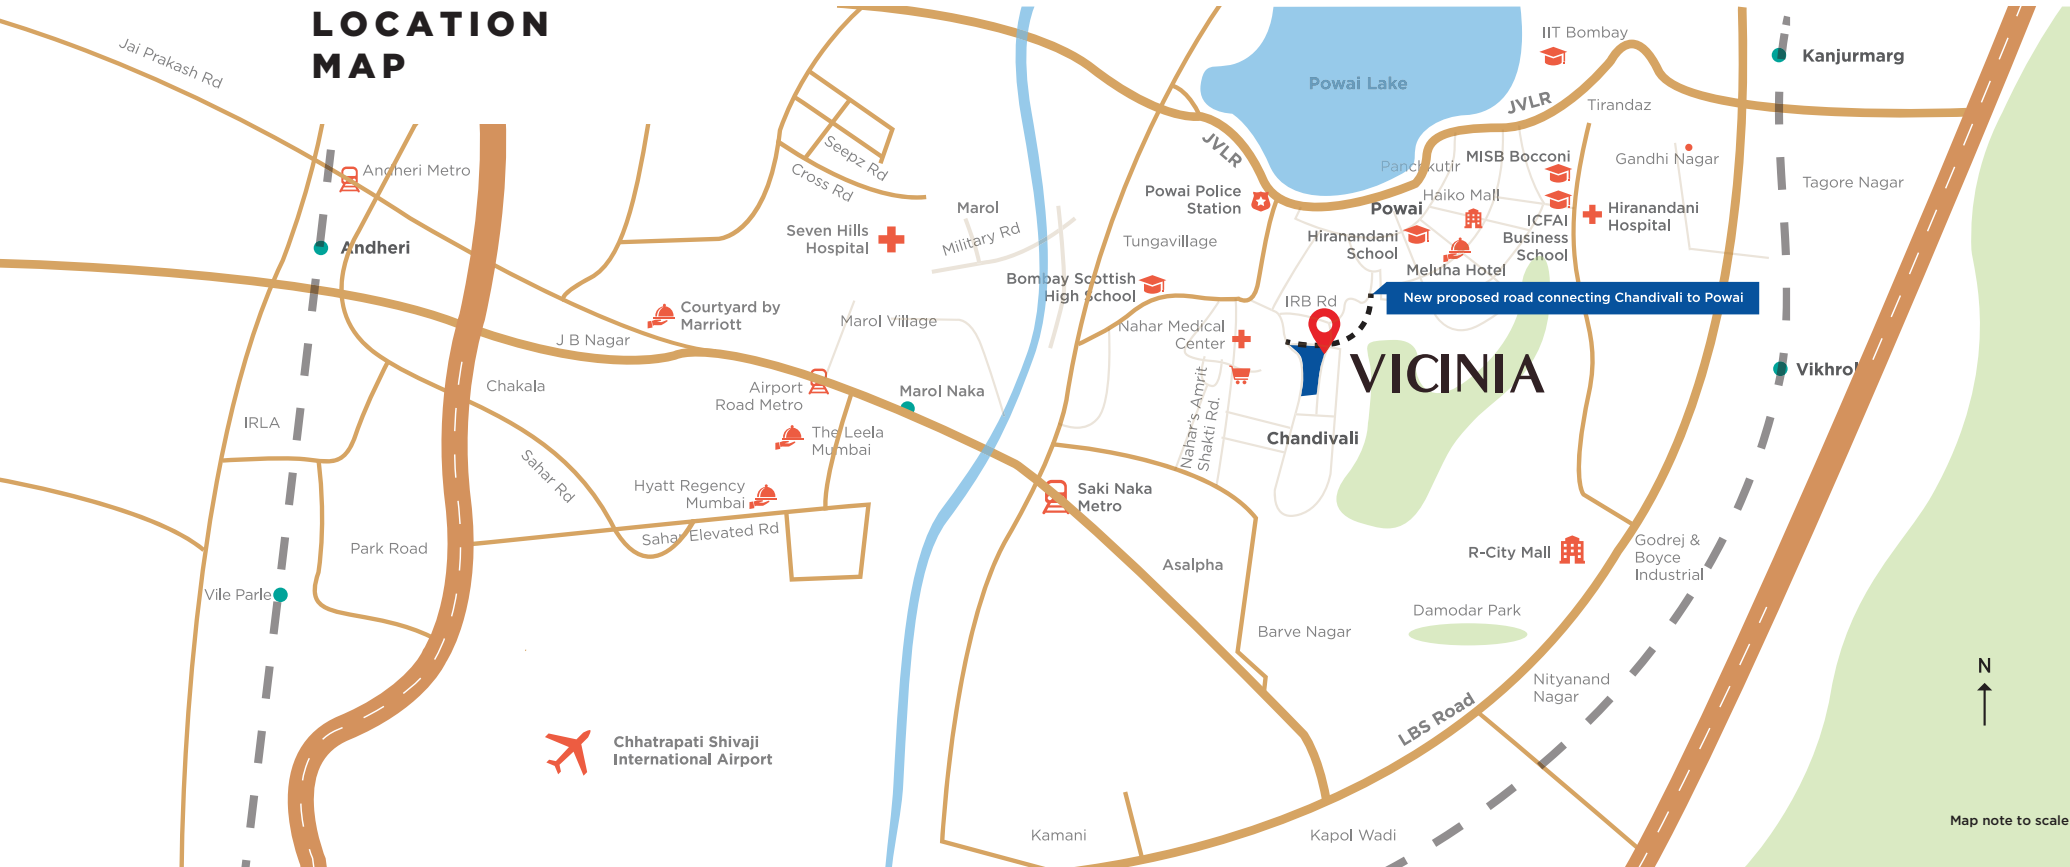 LOCATION
MAP
Jai Prakash Rd
Andheri Metro
Andheri
Seepz Rd
Cross Rd
Marol
Military Rd
Seven Hills
Hospital
Courtyard by
Marriott
Marol Village
J B Nagar
Chakala
Airport
Road Metro
Marol Naka
The Leela
Mumbai
IRLA
Sahar Rd
Hyatt Regency
Mumbai
Sahar Elevated Rd
Park Road
Vile Parle
Chhatrapati Shivaji
International Airport
Powai Lake
IIT Bombay
JVLR
Tirandaz
Kanjurmarg
JVLR
Panchkutir
MISB Bocconi
Gandhi Nagar
Tagore Nagar
Powai Police
Station
Powai
Haiko Mall
Hiranandani
Hospital
ICFAI
Business
School
Hiranandani
School
Meluha Hotel
Tungavillage
Bombay Scottish
High School
IRB Rd
New proposed road connecting Chandivali to Powai
Nahar Medical
Center
VICINIA
Vikhrol
Nahar's Amrit
Shakti Rd.
Chandivali
Saki Naka
Metro
Asalpha
R-City Mall
Godrej &
Boyce
Industrial
Damodar Park
Barve Nagar
Nityanand
Nagar
LBS Road
Kamani
Kapol Wadi
N
Map note to scale